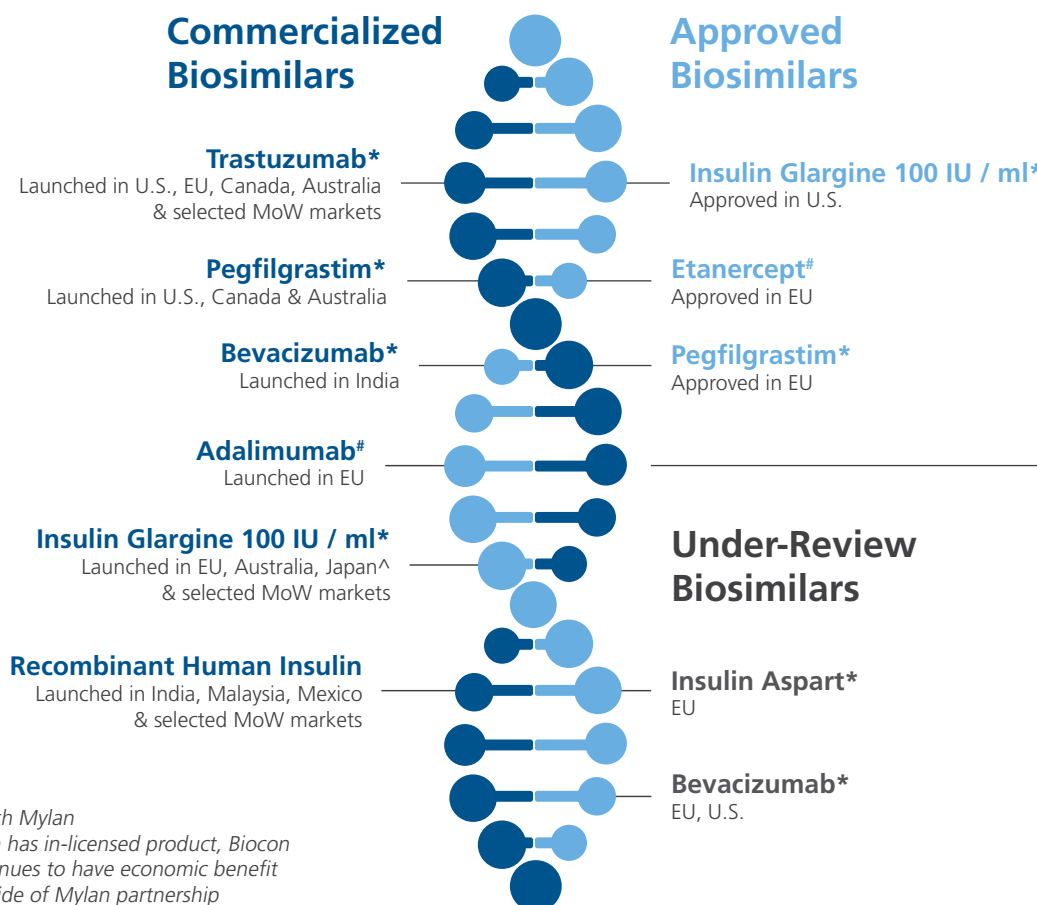 Commercialized
Biosimilars
Trastuzumab*
Launched in U.S., EU, Canada, Australia
& selected MoW markets
Pegfilgrastim*
Launched in U.S., Canada & Australia
Bevacizumab*
Launched in India
Adalimumab#
Launched in EU
Insulin Glargine 100 IU / ml*
Launched in EU, Australia, Japan^
& selected MoW markets
Recombinant Human Insulin
Launched in India, Malaysia, Mexico
& selected MoW markets
Approved
Biosimilars
Insulin Glargine 100 IU / ml*
Approved in U.S.
Etanercept#
Approved in EU
Pegfilgrastim*
Approved in EU
Under-Review
Biosimilars
Insulin Aspart*
EU
Bevacizumab*
EU, U.S.
Mylan
has in-licensed product, Biocon
to have economic benefit
of Mylan partnership